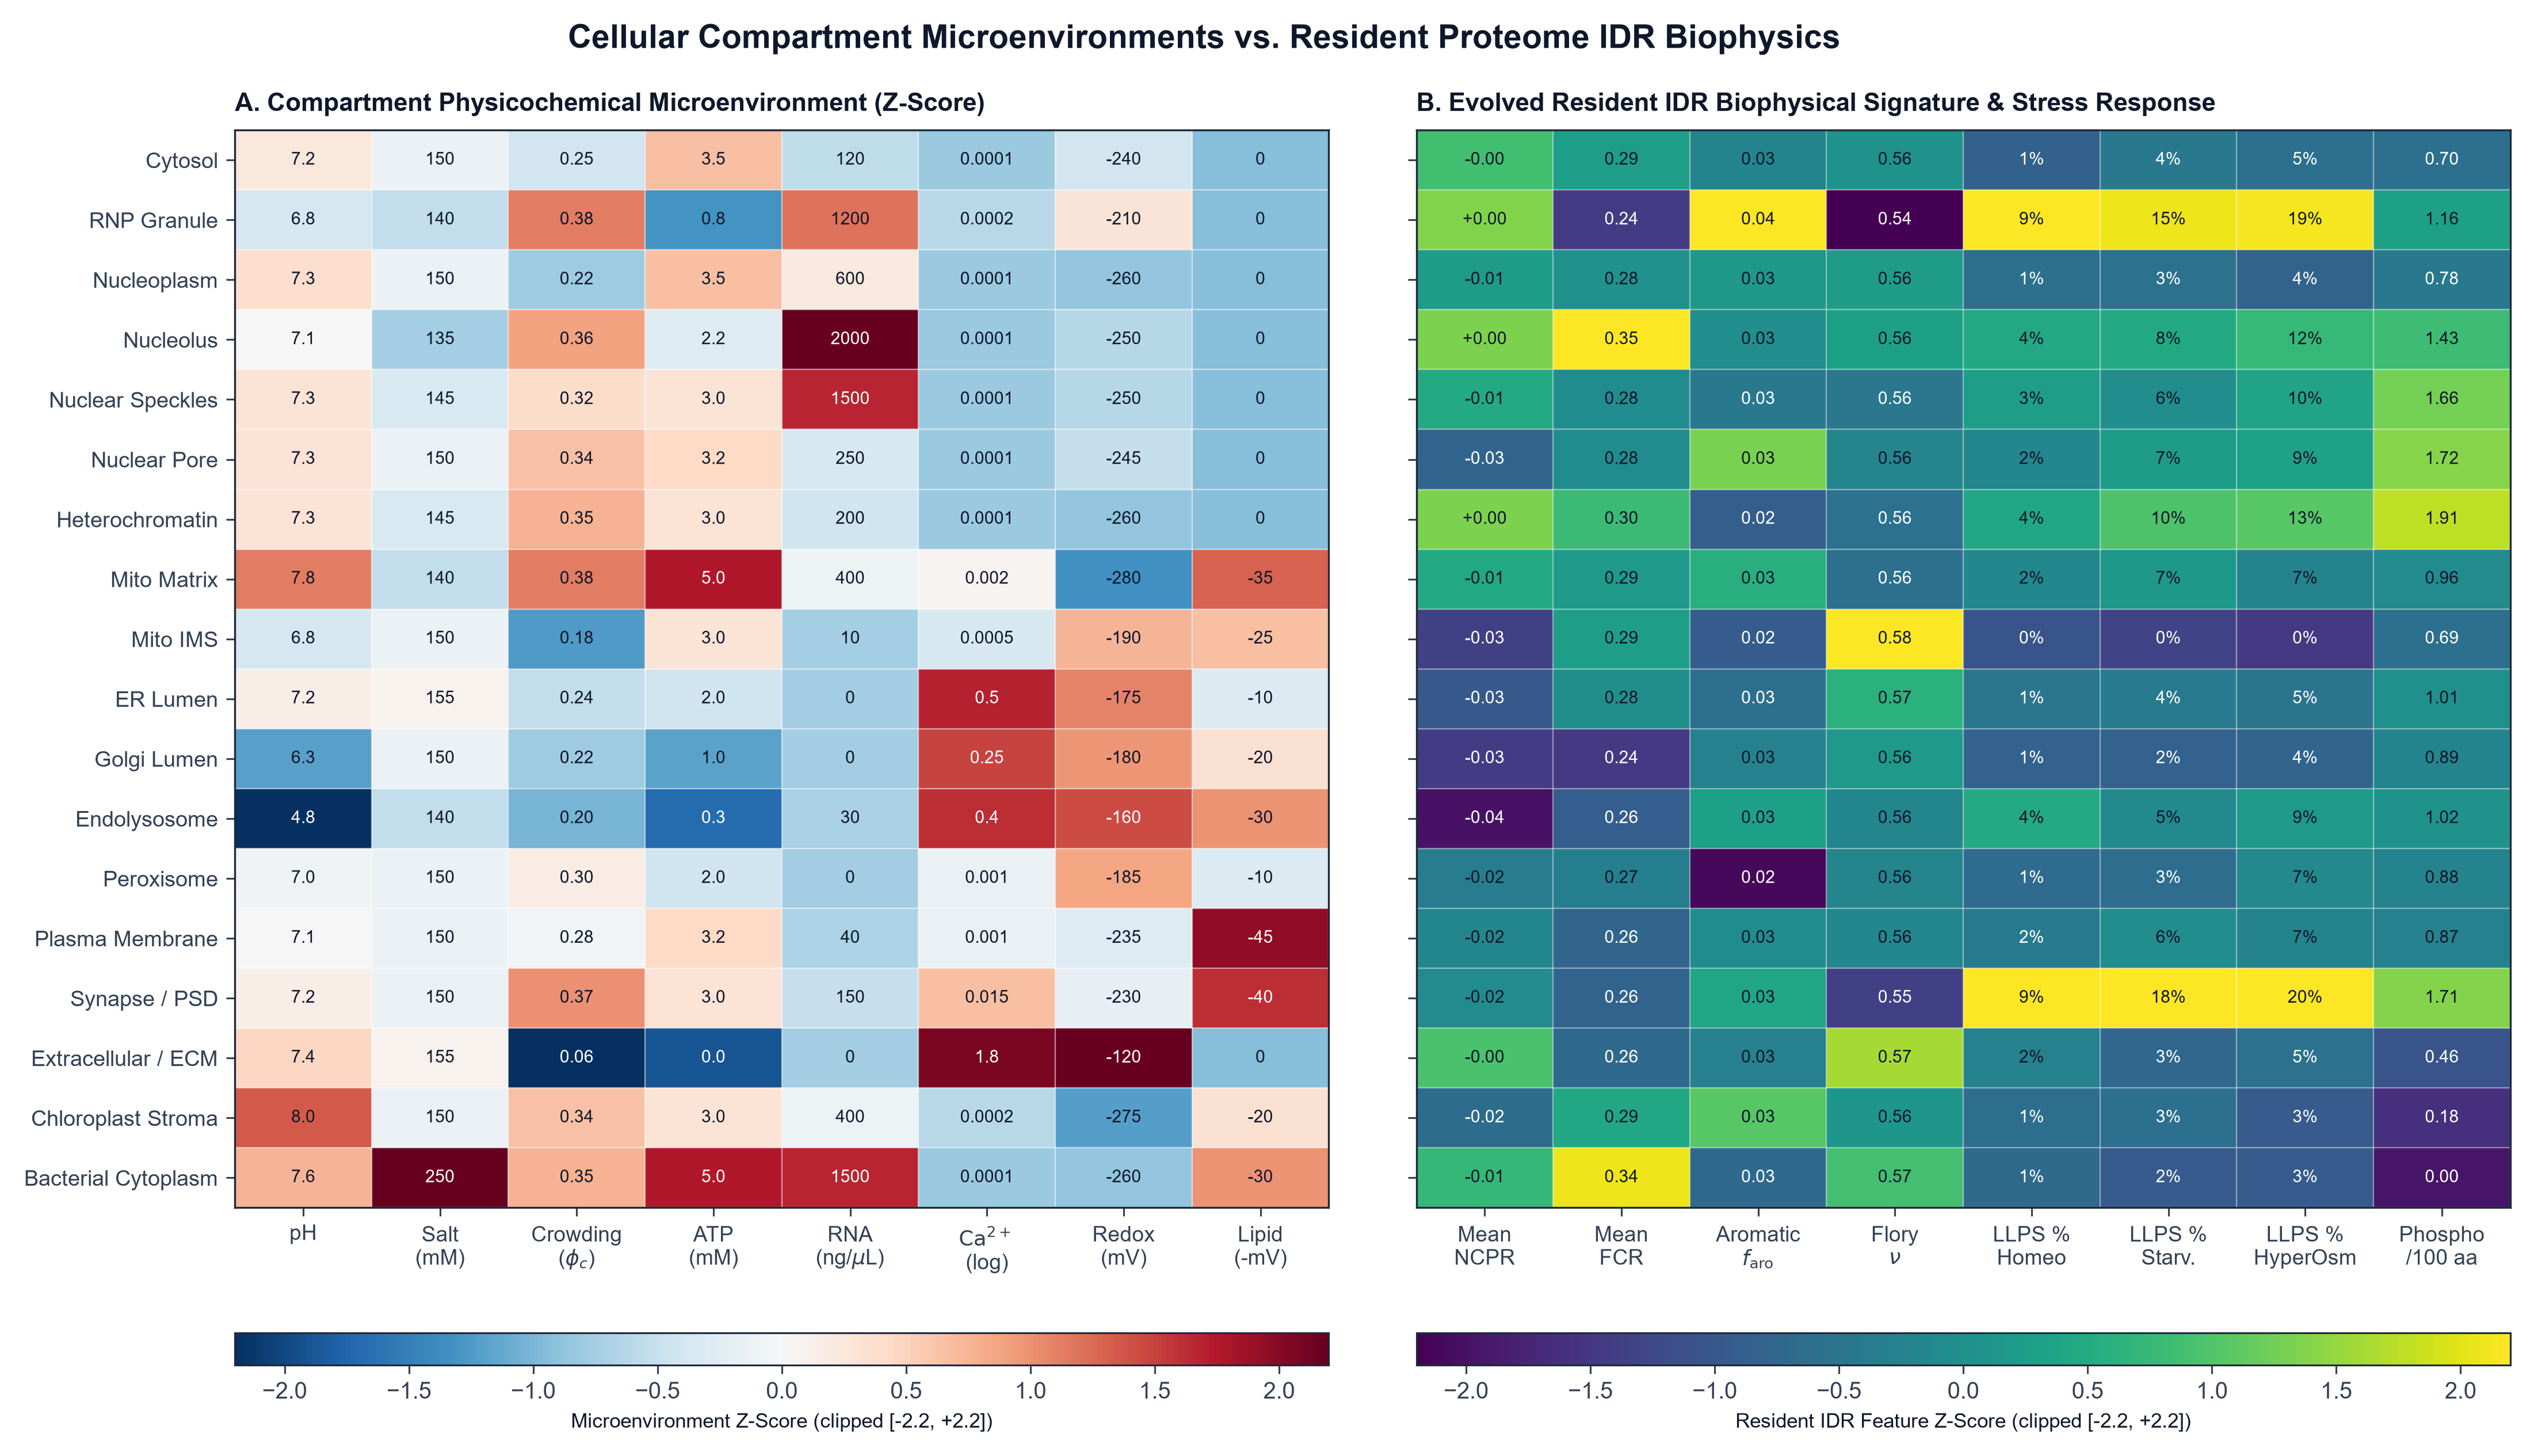 Cellular Compartment Microenvironments vs. Resident Proteome IDR Biophysics
A. Compartment Physicochemical Microenvironment (Z-Score)
B. Evolved Resident IDR Biophysical Signature & Stress Response
Cytosol 7.2 150 0.25 3.5 120 0.0001 -240 0 -0.00 0.29 0.03 0.56 1% 4% 5% 0.70
RNP Granule 6.8 140 0.38 0.8 1200 0.0002 -210 0 +0.00 0.24 0.04 0.54 9% 15% 19% 1.16
Nucleoplasm 7.3 150 0.22 3.5 600 0.0001 -260 0 -0.01 0.28 0.03 0.56 1% 3% 4% 0.78
Nucleolus 7.1 135 0.36 2.2 2000 0.0001 -250 0 +0.00 0.35 0.03 0.56 4% 8% 12% 1.43
Nuclear Speckles 7.3 145 0.32 3.0 1500 0.0001 -250 0 -0.01 0.28 0.03 0.56 3% 6% 10% 1.66
Nuclear Pore 7.3 150 0.34 3.2 250 0.0001 -245 0 -0.03 0.28 0.03 0.56 2% 7% 9% 1.72
Heterochromatin 7.3 145 0.35 3.0 200 0.0001 -260 0 +0.00 0.30 0.02 0.56 4% 10% 13% 1.91
Mito Matrix 7.8 140 0.38 5.0 400 0.002 -280 -35 -0.01 0.29 0.03 0.56 2% 7% 7% 0.96
Mito IMS 6.8 150 0.18 3.0 10 0.0005 -190 -25 -0.03 0.29 0.02 0.58 0% 0% 0% 0.69
ER Lumen 7.2 155 0.24 2.0 0 0.5 -175 -10 -0.03 0.28 0.03 0.57 1% 4% 5% 1.01
Golgi Lumen 6.3 150 0.22 1.0 0 0.25 -180 -20 -0.03 0.24 0.03 0.56 1% 2% 4% 0.89
Endolysosome 4.8 140 0.20 0.3 30 0.4 -160 -30 -0.04 0.26 0.03 0.56 4% 5% 9% 1.02
Peroxisome 7.0 150 0.30 2.0 0 0.001 -185 -10 -0.02 0.27 0.02 0.56 1% 3% 7% 0.88
Plasma Membrane 7.1 150 0.28 3.2 40 0.001 -235 -45 -0.02 0.26 0.03 0.56 2% 6% 7% 0.87
Synapse / PSD 7.2 150 0.37 3.0 150 0.015 -230 -40 -0.02 0.26 0.03 0.55 9% 18% 20% 1.71
Extracellular / ECM 7.4 155 0.06 0.0 0 1.8 -120 0 -0.00 0.26 0.03 0.57 2% 3% 5% 0.46
Chloroplast Stroma 8.0 150 0.34 3.0 400 0.0002 -275 -20 -0.02 0.29 0.03 0.56 1% 3% 3% 0.18
Bacterial Cytoplasm 7.6 250 0.35 5.0 1500 0.0001 -260 -30 -0.01 0.34 0.03 0.57 1% 2% 3% 0.00
pH Salt Crowding ATP RNA Ca²⁺ Redox Lipid Mean Mean Aromatic Flory LLPS % LLPS % LLPS % Phospho
(mM) (ϕc) (mM) (ng/μL) (log) (mV) (-mV) NCPR FCR faro ν Homeo Starv. HyperOsm /100 aa
−2.0 −1.5 −1.0 −0.5 0.0 0.5 1.0 1.5 2.0 −2.0 −1.5 −1.0 −0.5 0.0 0.5 1.0 1.5 2.0
Microenvironment Z-Score (clipped [-2.2, +2.2])
Resident IDR Feature Z-Score (clipped [-2.2, +2.2])